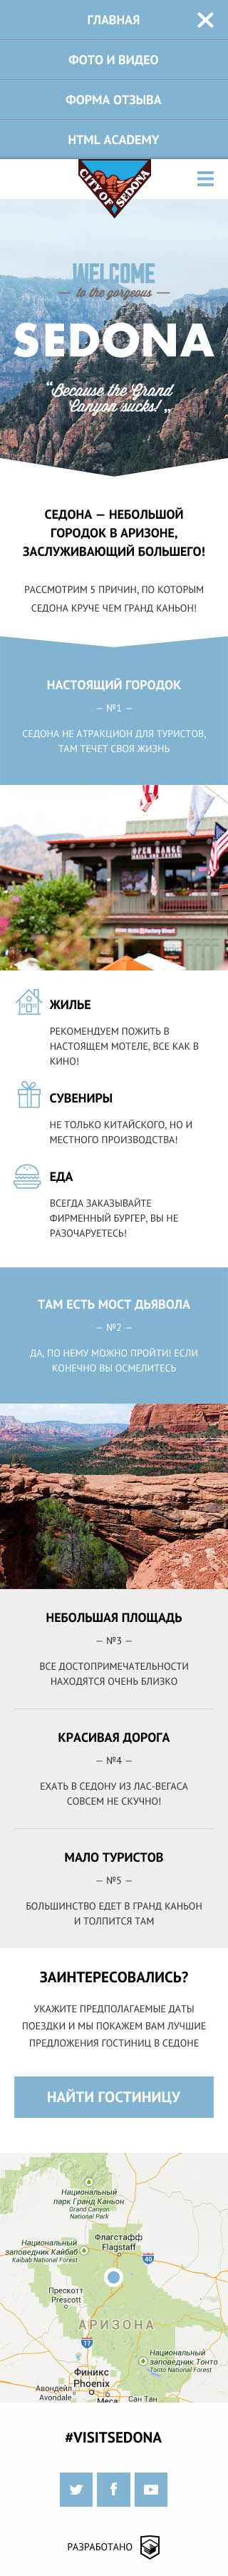 ГЛАВНАЯ
ФОТО И ВИДЕО
ФОРМА ОТЗЫВА
HTML ACADEMY
CITY OF SEDONA
WELCOME
— to the gorgeous —
SEDONA
“Because the Grand
Canyon sucks! „
СЕДОНА — НЕБОЛЬШОЙ
ГОРОДОК В АРИЗОНЕ,
ЗАСЛУЖИВАЮЩИЙ БОЛЬШЕГО!
РАССМОТРИМ 5 ПРИЧИН, ПО КОТОРЫМ
СЕДОНА КРУЧЕ ЧЕМ ГРАНД КАНЬОН!
НАСТОЯЩИЙ ГОРОДОК
— №1 —
СЕДОНА НЕ АТРАКЦИОН ДЛЯ ТУРИСТОВ,
ТАМ ТЕЧЕТ СВОЯ ЖИЗНЬ
ЖИЛЬЕ
РЕКОМЕНДУЕМ ПОЖИТЬ В
НАСТОЯЩЕМ МОТЕЛЕ, ВСЕ КАК В
КИНО!
СУВЕНИРЫ
НЕ ТОЛЬКО КИТАЙСКОГО, НО И
МЕСТНОГО ПРОИЗВОДСТВА!
ЕДА
ВСЕГДА ЗАКАЗЫВАЙТЕ
ФИРМЕННЫЙ БУРГЕР, ВЫ НЕ
РАЗОЧАРУЕТЕСЬ!
ТАМ ЕСТЬ МОСТ ДЬЯВОЛА
— №2 —
ДА, ПО НЕМУ МОЖНО ПРОЙТИ! ЕСЛИ
КОНЕЧНО ВЫ ОСМЕЛИТЕСЬ
НЕБОЛЬШАЯ ПЛОЩАДЬ
— №3 —
ВСЕ ДОСТОПРИМЕЧАТЕЛЬНОСТИ
НАХОДЯТСЯ ОЧЕНЬ БЛИЗКО
КРАСИВАЯ ДОРОГА
— №4 —
ЕХАТЬ В СЕДОНУ ИЗ ЛАС-ВЕГАСА
СОВСЕМ НЕ СКУЧНО!
МАЛО ТУРИСТОВ
— №5 —
БОЛЬШИНСТВО ЕДЕТ В ГРАНД КАНЬОН
И ТОЛПИТСЯ ТАМ
ЗАИНТЕРЕСОВАЛИСЬ?
УКАЖИТЕ ПРЕДПОЛАГАЕМЫЕ ДАТЫ
ПОЕЗДКИ И МЫ ПОКАЖЕМ ВАМ ЛУЧШИЕ
ПРЕДЛОЖЕНИЯ ГОСТИНИЦ В СЕДОНЕ
НАЙТИ ГОСТИНИЦУ
Национальный
парк Гранд Каньон
Grand Canyon
National Park
Флагстафф
Flagstaff
Национальный
заповедник Кайбаб
Kaibab National Forest
40
Прескотт
Prescott
АРИЗОНА
17
Национальный
заповедник Тонто
Tonto National Forest
Финикс
Phoenix
Авондейл
Avondale
Меса
Сан Тан
#VISITSEDONA
РАЗРАБОТАНО